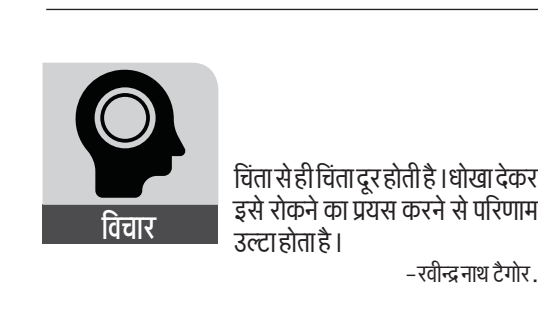 चिंता से ही चिंता दूर होती है । धोखा देकर
इसे रोकने का प्रयस करने से परिणाम
उल्टा होता है ।
-रवीन्द्र नाथ टैगोर .
विचार